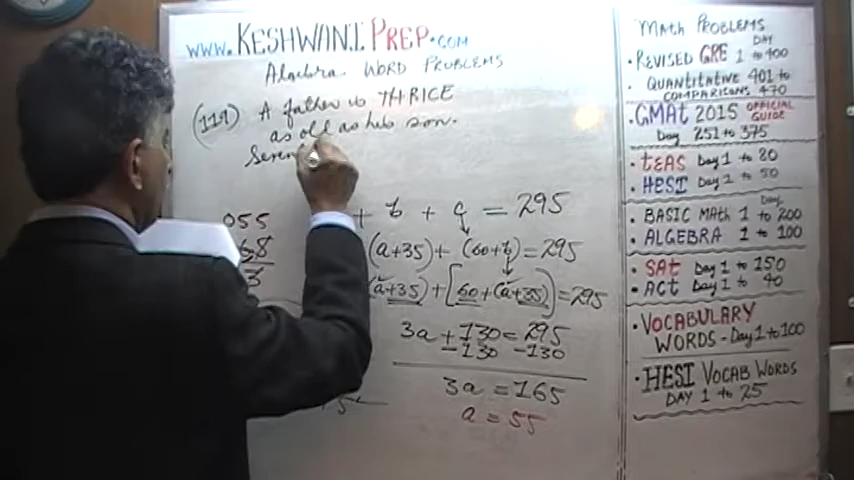 www.KESHWANI PREP.com
Algebra WORD PROBLEMS
(119) A father is THRICE
as old as his son.
Seven
055
+ b + c = 295
(a+35) + (60+b) = 295
(a+35) + [60+(a+35)] = 295
3a + 130 = 295
-130 -130
3a = 165
a = 55
MATH PROBLEMS
DAY
• REVISED GRE 1 to 400
• QUANTITATIVE 401 to
COMPARISONS 470
• GMAT 2015 OFFICIAL GUIDE
Day 251 to 375
• TEAS Day 1 to 20
• HESI Day 1 to 50
Day
• BASIC MATH 1 to 200
• ALGEBRA 1 to 100
• SAT Day 1 to 150
• ACT Day 1 to 40
• VOCABULARY
WORDS - Day 1 to 100
• HESI VOCAB WORDS
DAY 1 to 25